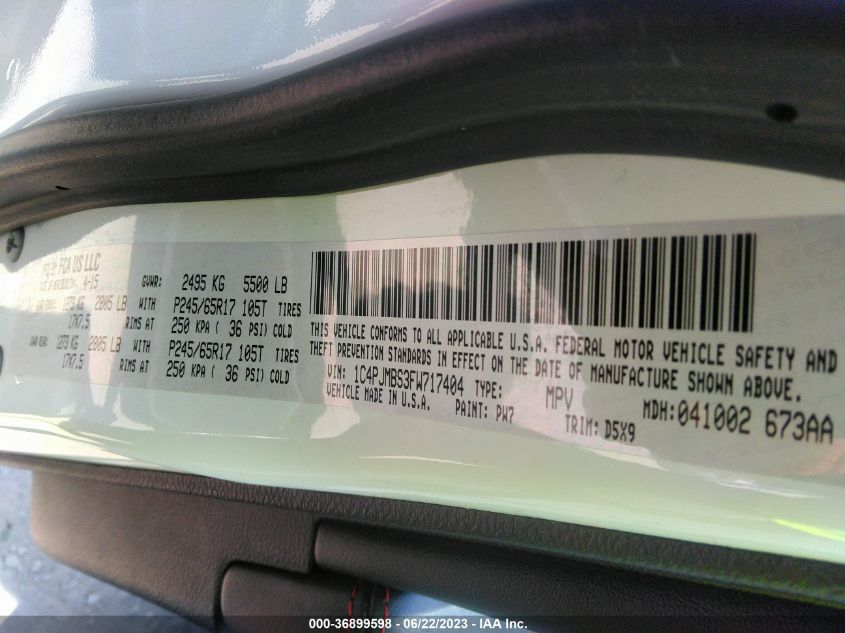 MFD BY FCA US LLC
4-15
GVWR: 2495 KG 5500 LB
1273 KG 2805 LB WITH P245/65R17 105T TIRES
17X7.5 RIMS AT 250 KPA ( 36 PSI) COLD
1273 KG 2805 LB WITH P245/65R17 105T TIRES
17X7.5 RIMS AT 250 KPA ( 36 PSI) COLD
THIS VEHICLE CONFORMS TO ALL APPLICABLE U.S.A. FEDERAL MOTOR VEHICLE SAFETY AND
THEFT PREVENTION STANDARDS IN EFFECT ON THE DATE OF MANUFACTURE SHOWN ABOVE.
VIN: 1C4PJMBS3FW717404 TYPE: MPV MDH:041002 673AA
VEHICLE MADE IN U.S.A. PAINT: PW7 TRIM: D5X9
000-36899598 - 06/22/2023 - IAA Inc.